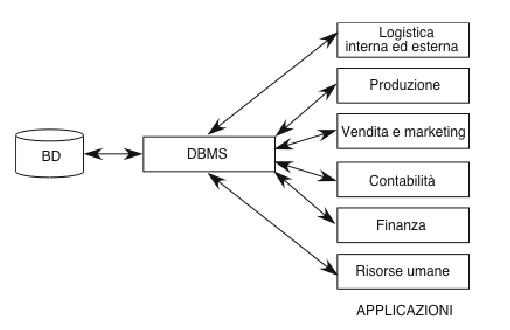 Logistica
interna ed esterna
Produzione
Vendita e marketing
BD
DBMS
Contabilità
Finanza
Risorse umane
APPLICAZIONI